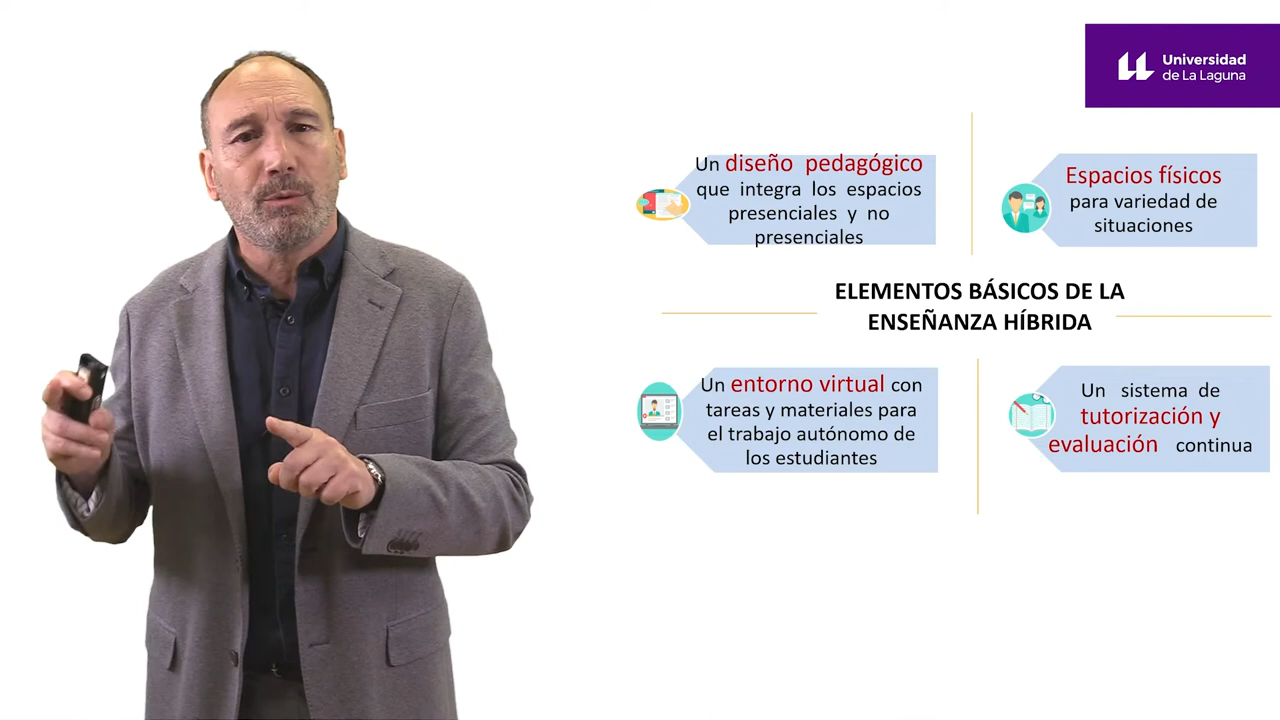 Universidad
de La Laguna
Un diseño pedagógico
que integra los espacios
presenciales y no
presenciales
Espacios físicos
para variedad de
situaciones
ELEMENTOS BÁSICOS DE LA
ENSEÑANZA HÍBRIDA
Un entorno virtual con
tareas y materiales para
el trabajo autónomo de
los estudiantes
Un sistema de
tutorización y
evaluación continua